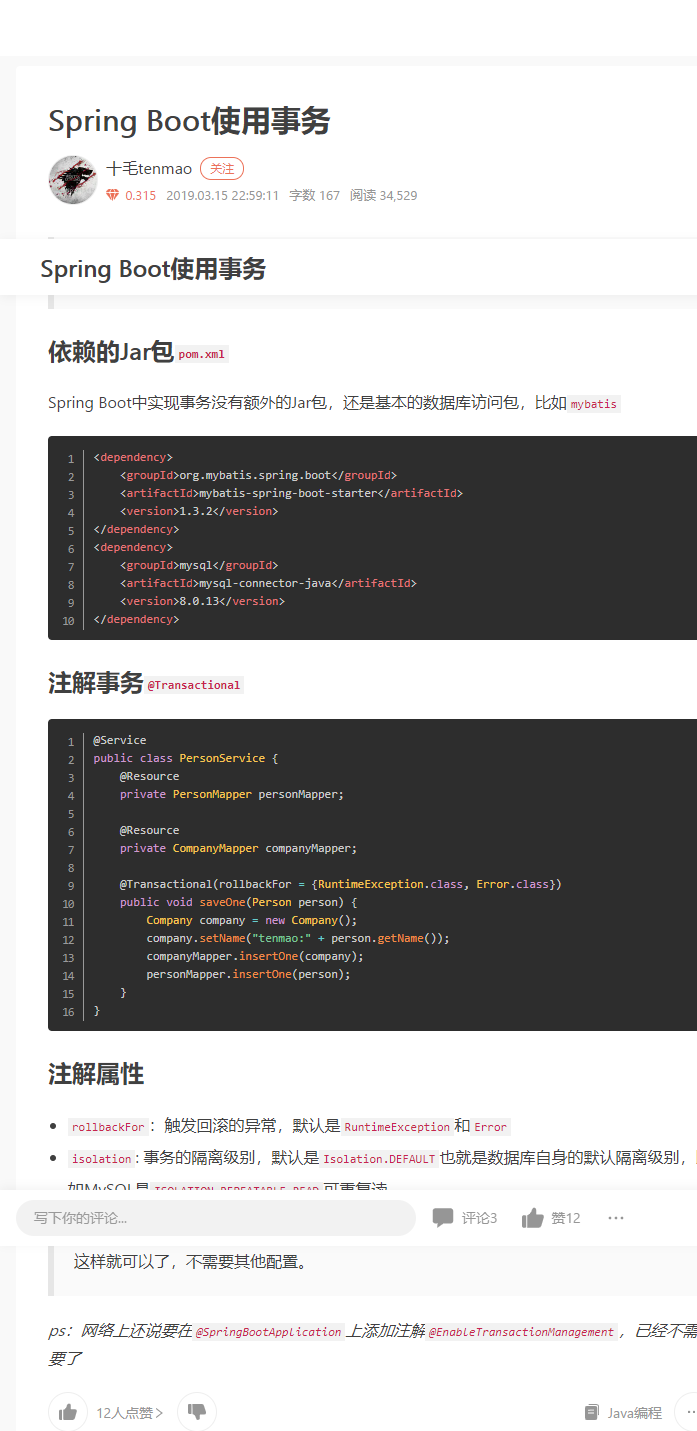 Spring Boot使用事务
十毛tenmao 关注
0.315 2019.03.15 22:59:11 字数 167 阅读 34,529
Spring Boot使用事务
依赖的Jar包 pom.xml
Spring Boot中实现事务没有额外的Jar包，还是基本的数据库访问包，比如 mybatis
1 <dependency>
2     <groupId>org.mybatis.spring.boot</groupId>
3     <artifactId>mybatis-spring-boot-starter</artifactId>
4     <version>1.3.2</version>
5 </dependency>
6 <dependency>
7     <groupId>mysql</groupId>
8     <artifactId>mysql-connector-java</artifactId>
9     <version>8.0.13</version>
10 </dependency>
注解事务 @Transactional
1 @Service
2 public class PersonService {
3     @Resource
4     private PersonMapper personMapper;
5
6     @Resource
7     private CompanyMapper companyMapper;
8
9     @Transactional(rollbackFor = {RuntimeException.class, Error.class})
10     public void saveOne(Person person) {
11         Company company = new Company();
12         company.setName("tenmao:" + person.getName());
13         companyMapper.insertOne(company);
14         personMapper.insertOne(person);
15     }
16 }
注解属性
• rollbackFor：触发回滚的异常，默认是 RuntimeException 和 Error
• isolation: 事务的隔离级别，默认是 Isolation.DEFAULT 也就是数据库自身的默认隔离级别，
如MySQL是 ISOLATION_REPEATABLE_READ 可重复读
写下你的评论... 评论3 赞12 ...
这样就可以了，不需要其他配置。
ps：网络上还说要在 @SpringBootApplication 上添加注解 @EnableTransactionManagement ，已经不需
要了
12人点赞> Java编程